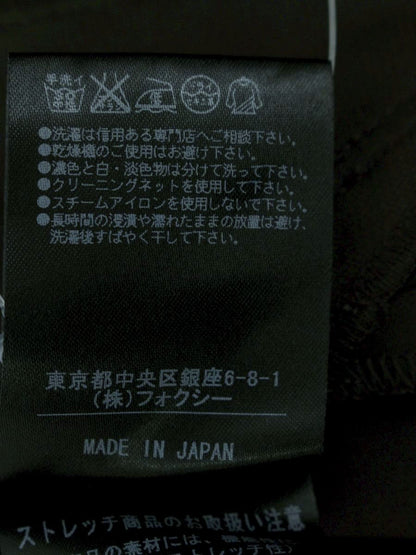 手洗イ
●洗濯は信用ある専門店へご相談下さい。
●乾燥機のご使用はお避け下さい。
●濃色と白・淡色物は分けて洗って下さい。
●クリーニングネットを使用して下さい。
●スチームアイロンを使用しないで下さい。
●長時間の浸漬や濡れたままの放置は避け、
洗濯後すばやく干して下さい。
東京都中央区銀座6-8-1
(株)フォクシー
MADE IN JAPAN
ストレッチ商品のお取扱い注意
の素材には、